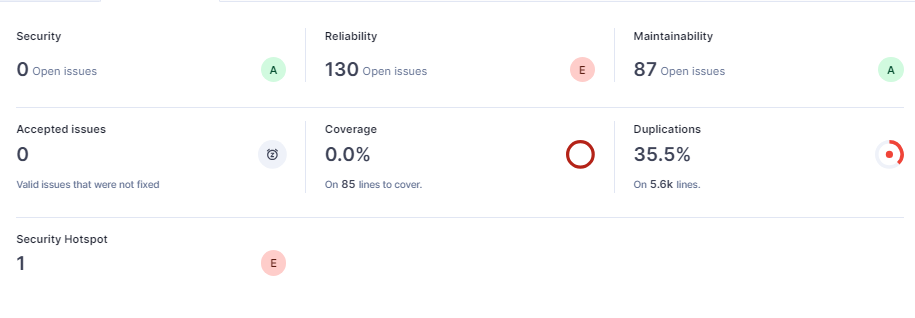 Security
0 Open issues A
Reliability
130 Open issues E
Maintainability
87 Open issues A
Accepted issues
0
Valid issues that were not fixed
Coverage
0.0%
On 85 lines to cover.
Duplications
35.5%
On 5.6k lines.
Security Hotspot
1 E